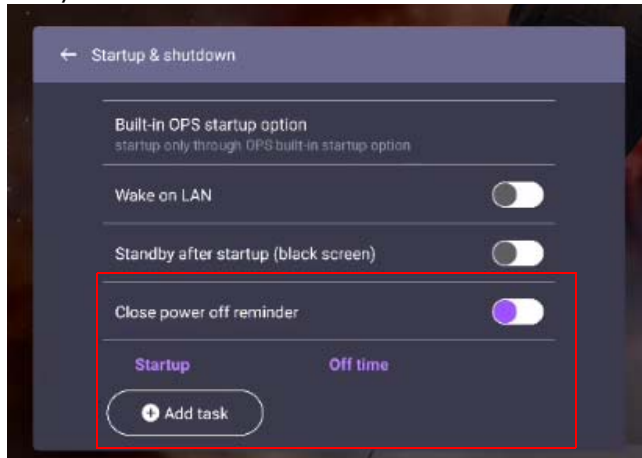 ← Startup & shutdown
Built-in OPS startup option
startup only through OPS built-in startup option
Wake on LAN
Standby after startup (black screen)
Close power off reminder
Startup Off time
Add task